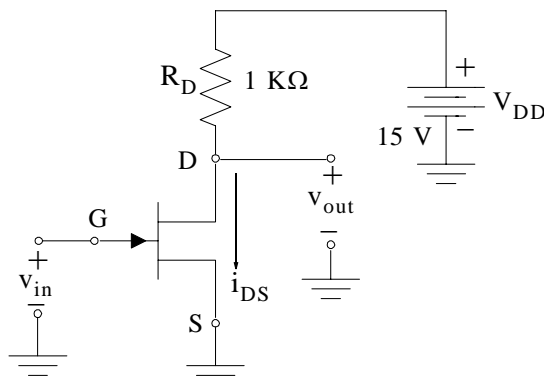 R_D 1 KΩ
+
V_DD
15 V −
D
+
v_out
−
G
+
v_in
−
i_DS
S